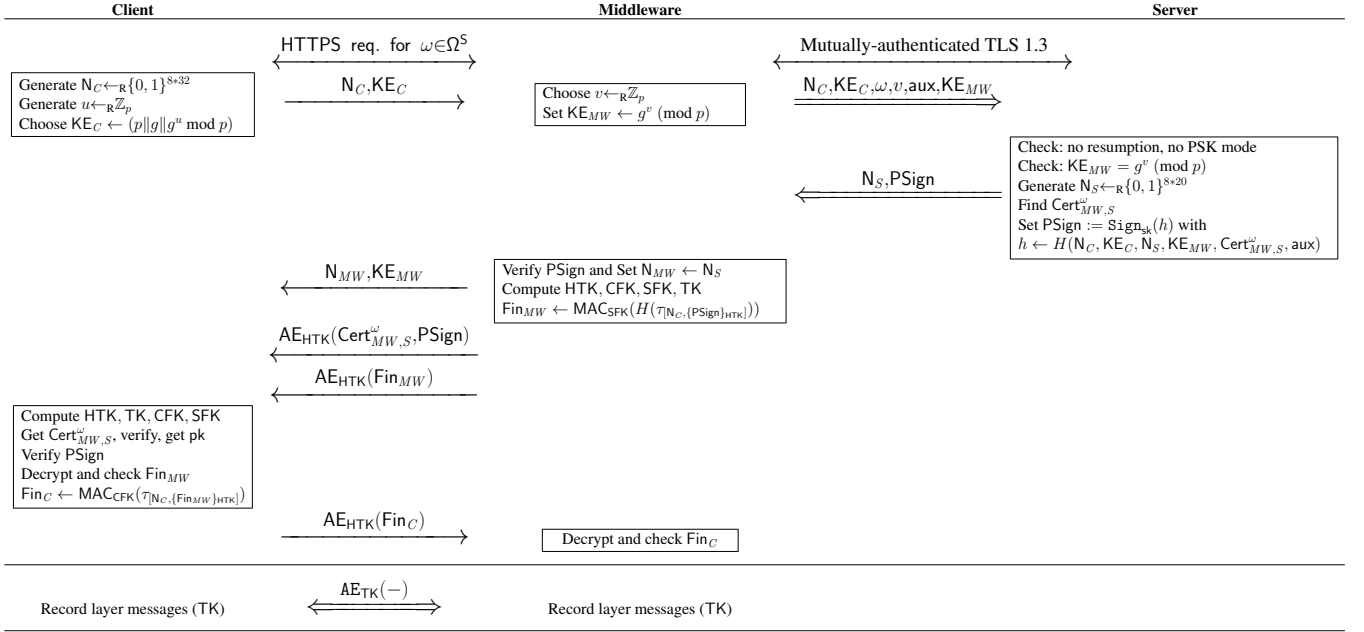 Client Middleware Server
HTTPS req. for ω∈Ω^S
Mutually-authenticated TLS 1.3
Generate N_C←_R{0, 1}^{8*32}
Generate u←_Rℤ_p
Choose KE_C ← (p‖g‖g^u mod p)
N_C,KE_C
Choose v←_Rℤ_p
Set KE_MW ← g^v (mod p)
N_C,KE_C,ω,v,aux,KE_MW
Check: no resumption, no PSK mode
Check: KE_MW = g^v (mod p)
Generate N_S←_R{0, 1}^{8*20}
Find Cert^ω_{MW,S}
Set PSign := Sign_sk(h) with
h ← H(N_C, KE_C, N_S, KE_MW, Cert^ω_{MW,S}, aux)
N_S,PSign
N_MW,KE_MW
Verify PSign and Set N_MW ← N_S
Compute HTK, CFK, SFK, TK
Fin_MW ← MAC_SFK(H(τ_{[N_C,{PSign}_HTK]}))
AE_HTK(Cert^ω_{MW,S},PSign)
AE_HTK(Fin_MW)
Compute HTK, TK, CFK, SFK
Get Cert^ω_{MW,S}, verify, get pk
Verify PSign
Decrypt and check Fin_MW
Fin_C ← MAC_CFK(τ_{[N_C,{Fin_MW}_HTK]})
AE_HTK(Fin_C)
Decrypt and check Fin_C
AE_TK(−)
Record layer messages (TK) Record layer messages (TK)